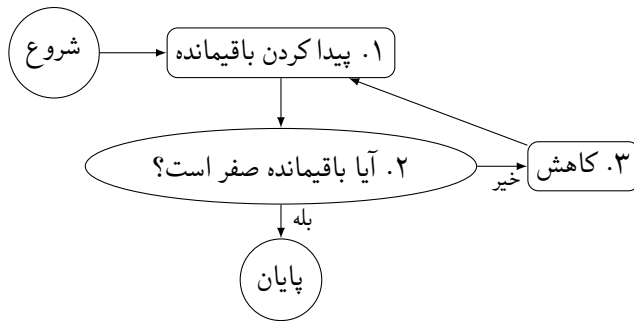 شروع
۱. پیدا کردن باقیمانده
۲. آیا باقیمانده صفر است؟
خیر
۳. کاهش
بله
پایان